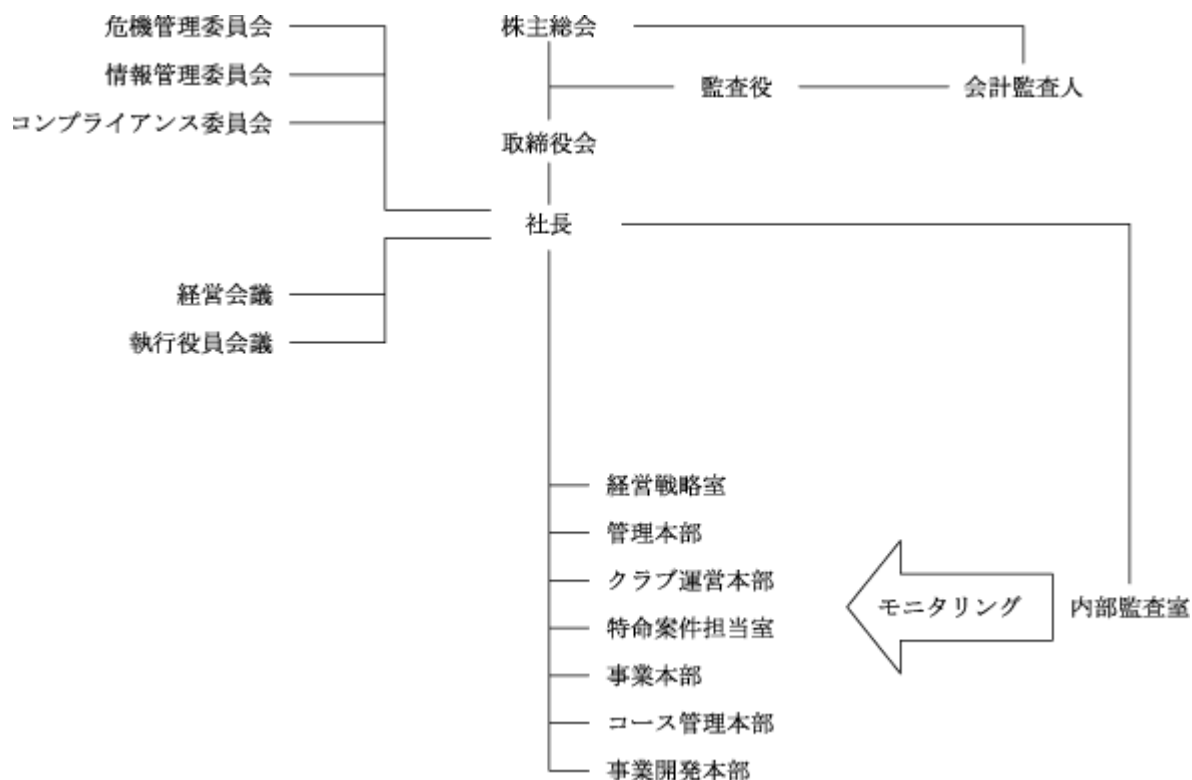 危機管理委員会
情報管理委員会
コンプライアンス委員会
株主総会
監査役
会計監査人
取締役会
社長
経営会議
執行役員会議
経営戦略室
管理本部
クラブ運営本部
特命案件担当室
事業本部
コース管理本部
事業開発本部
モニタリング
内部監査室